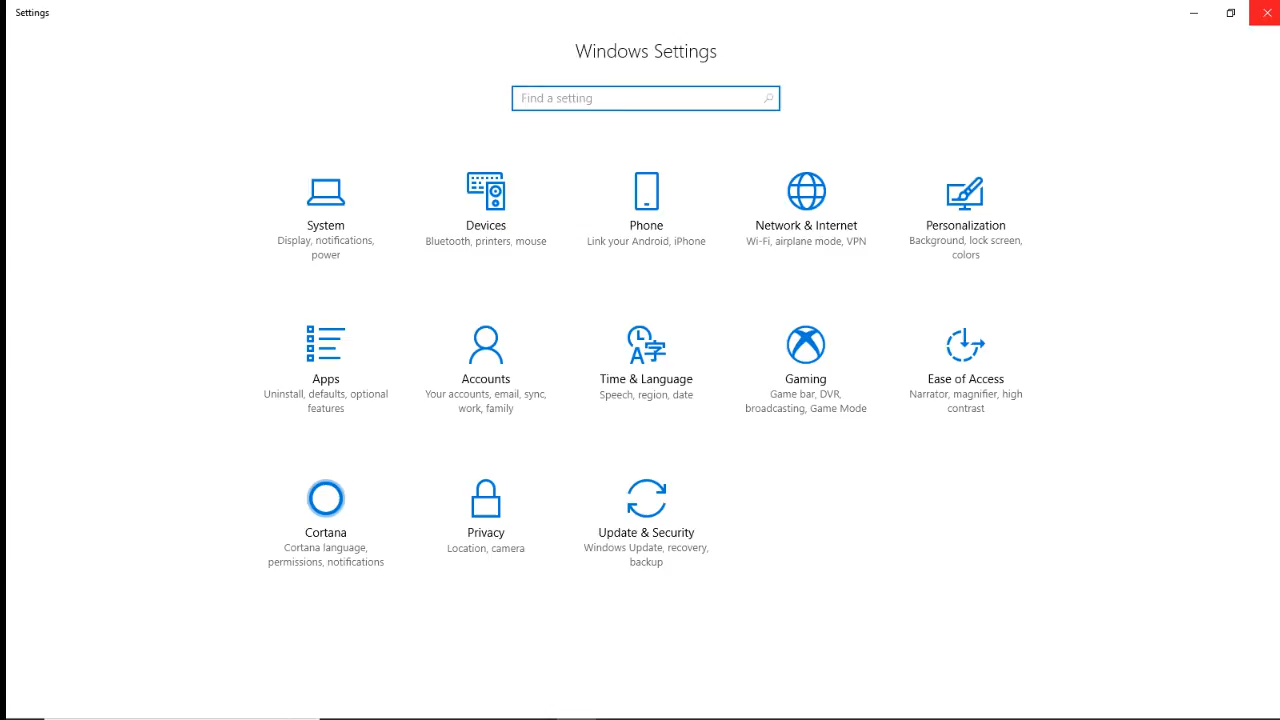 Settings
Windows Settings
Find a setting
System
Display, notifications,
power
Devices
Bluetooth, printers, mouse
Phone
Link your Android, iPhone
Network & Internet
Wi-Fi, airplane mode, VPN
Personalization
Background, lock screen,
colors
Apps
Uninstall, defaults, optional
features
Accounts
Your accounts, email, sync,
work, family
Time & Language
Speech, region, date
Gaming
Game bar, DVR,
broadcasting, Game Mode
Ease of Access
Narrator, magnifier, high
contrast
Cortana
Cortana language,
permissions, notifications
Privacy
Location, camera
Update & Security
Windows Update, recovery,
backup